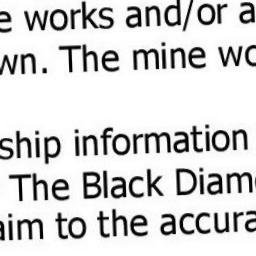 e works and/or a
wn. The mine wo
ship information
The Black Diam
aim to the accura